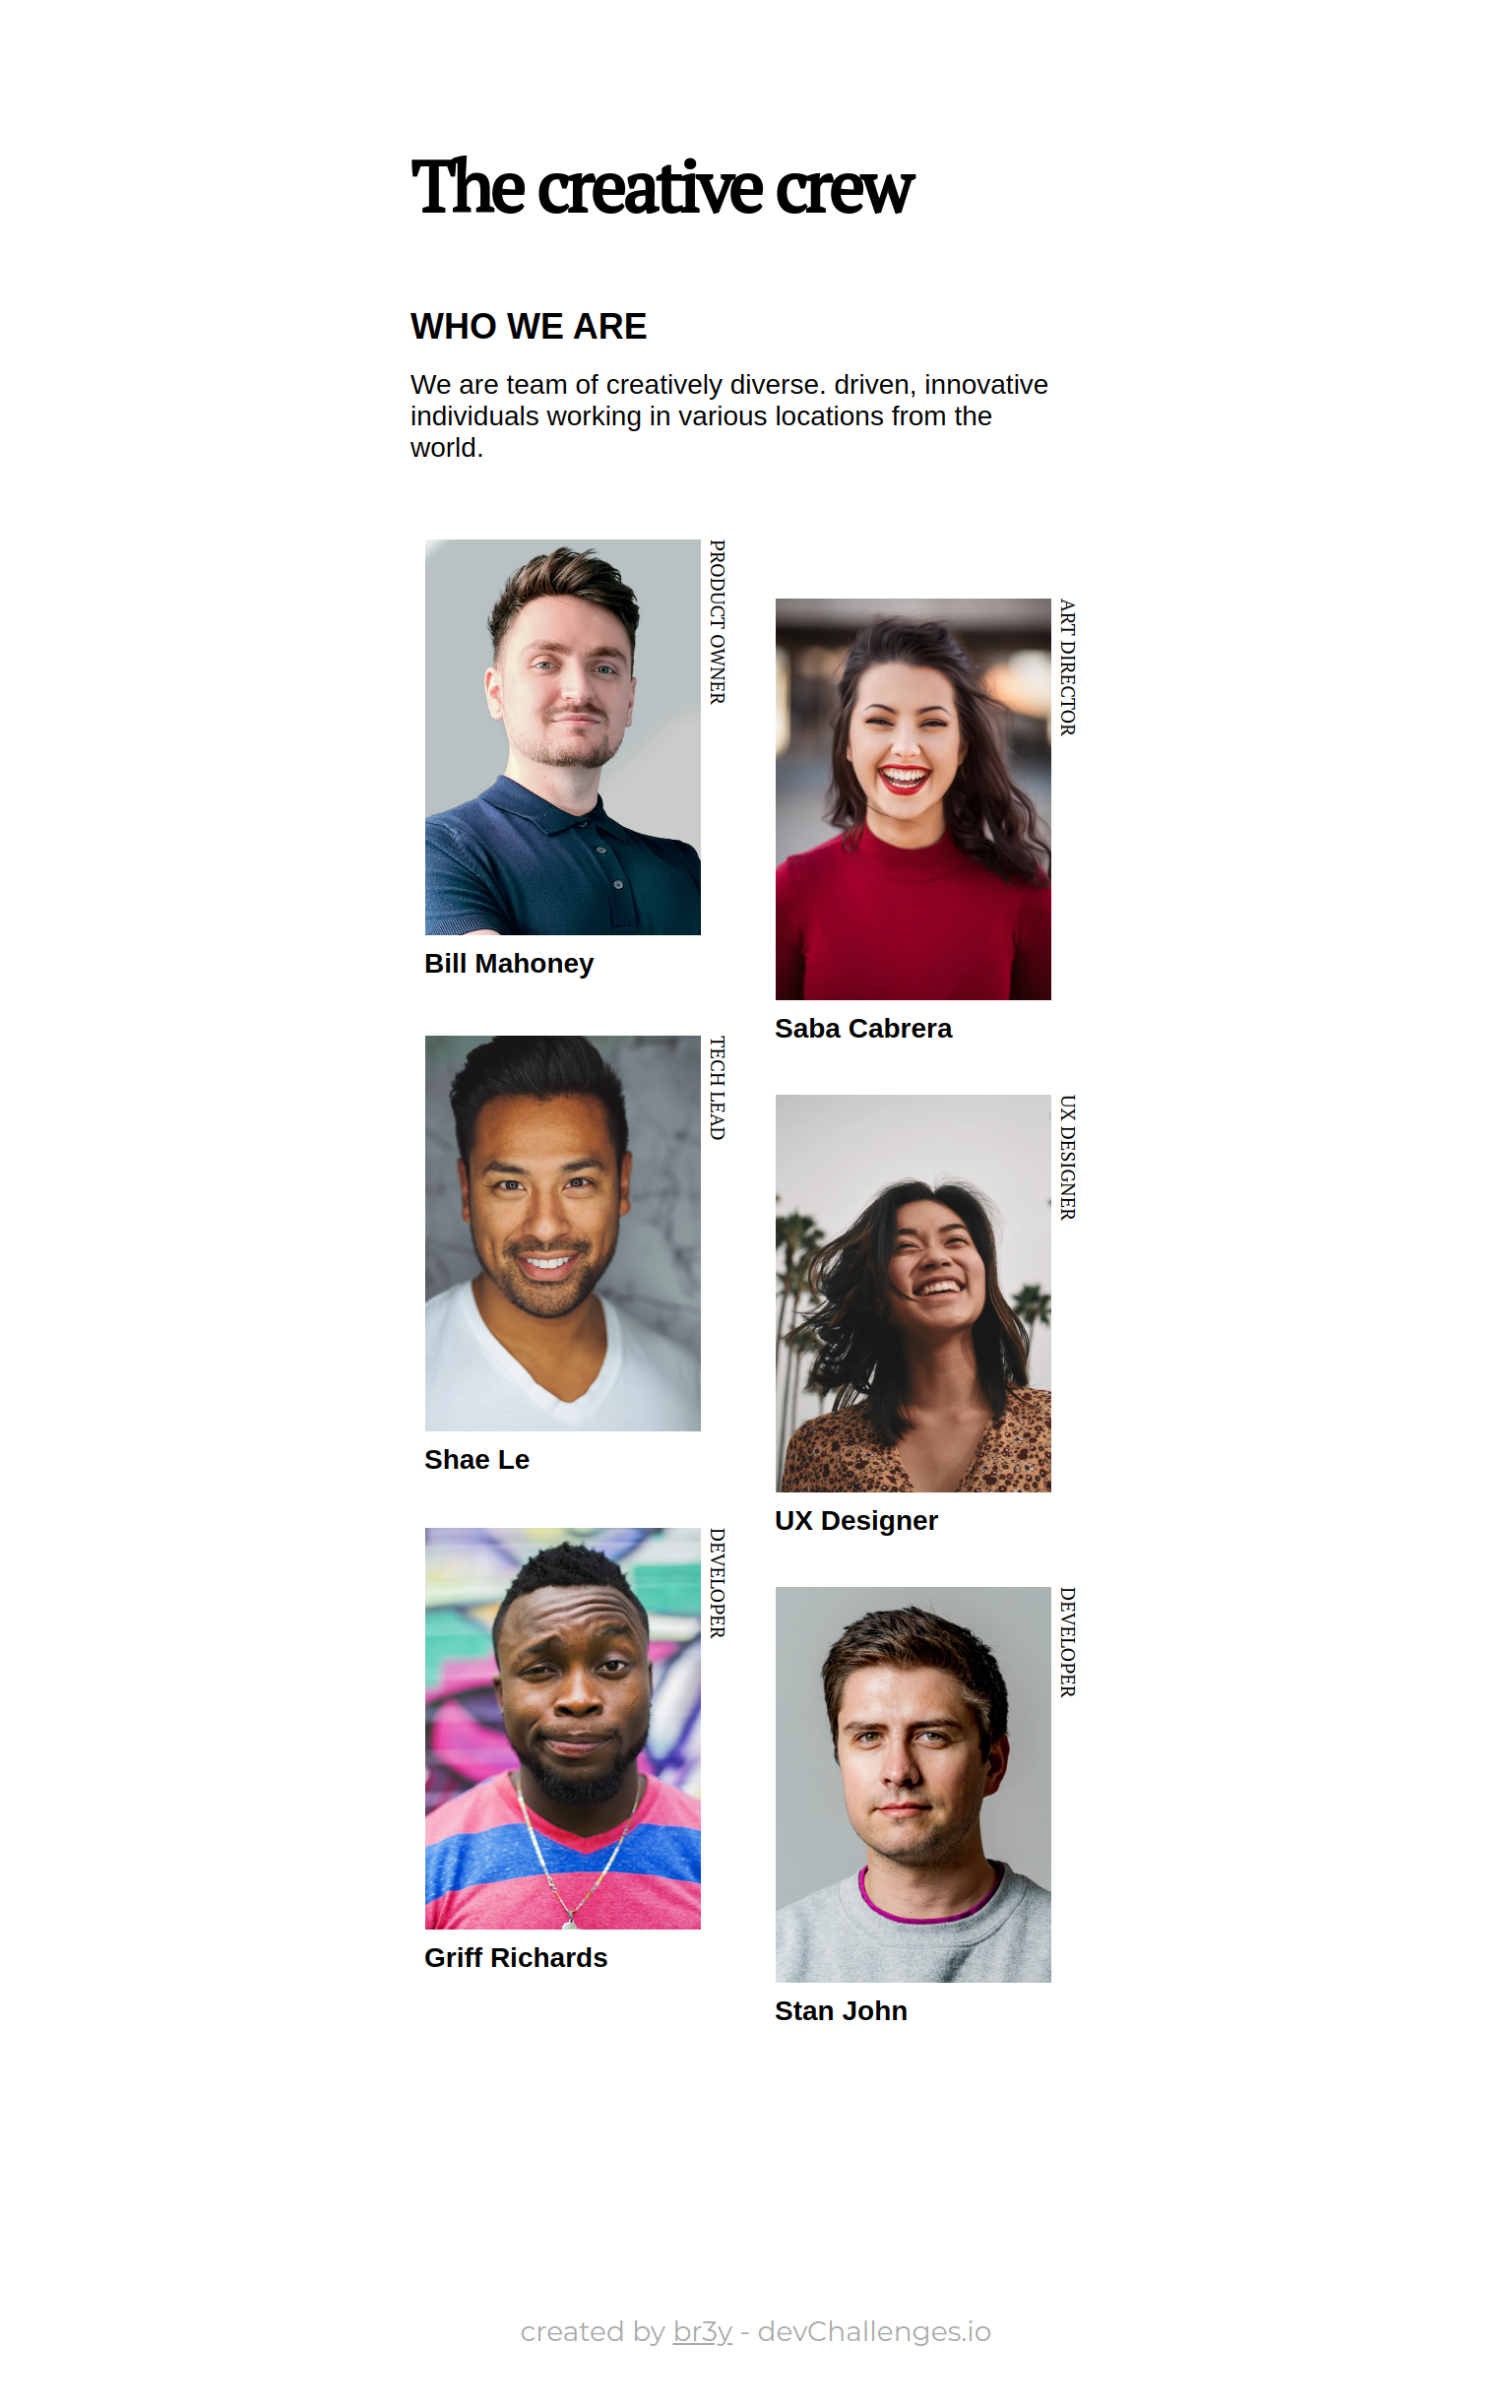 The creative crew
WHO WE ARE
We are team of creatively diverse. driven, innovative
individuals working in various locations from the
world.
PRODUCT OWNER
Bill Mahoney
ART DIRECTOR
Saba Cabrera
TECH LEAD
Shae Le
UX DESIGNER
UX Designer
DEVELOPER
Griff Richards
DEVELOPER
Stan John
created by br3y - devChallenges.io